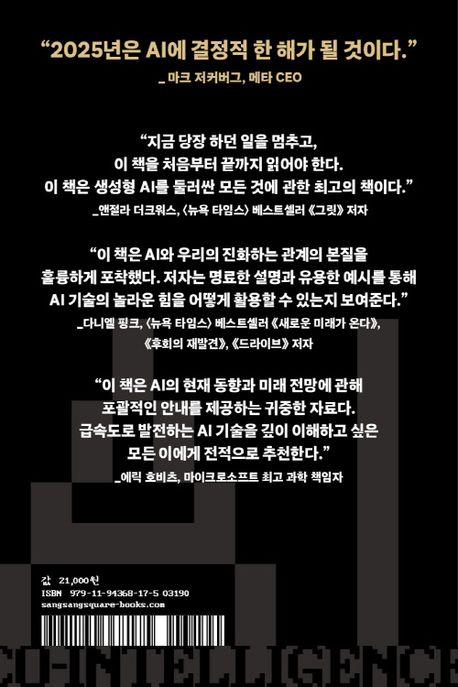 “2025년은 AI에 결정적 한 해가 될 것이다.”
_ 마크 저커버그, 메타 CEO
“지금 당장 하던 일을 멈추고,
이 책을 처음부터 끝까지 읽어야 한다.
이 책은 생성형 AI를 둘러싼 모든 것에 관한 최고의 책이다.”
_앤절라 더크워스, 〈뉴욕 타임스〉 베스트셀러 《그릿》 저자
“이 책은 AI와 우리의 진화하는 관계의 본질을
훌륭하게 포착했다. 저자는 명료한 설명과 유용한 예시를 통해
AI 기술의 놀라운 힘을 어떻게 활용할 수 있는지 보여준다.”
_다니엘 핑크, 〈뉴욕 타임스〉 베스트셀러 《새로운 미래가 온다》,
《후회의 재발견》, 《드라이브》 저자
“이 책은 AI의 현재 동향과 미래 전망에 관해
포괄적인 안내를 제공하는 귀중한 자료다.
급속도로 발전하는 AI 기술을 깊이 이해하고 싶은
모든 이에게 전적으로 추천한다.”
_에릭 호비츠, 마이크로소프트 최고 과학 책임자
값 21,000원
ISBN 979-11-94368-17-5 03190
sangsangsquare-books.com
CO-INTELLIGENCE